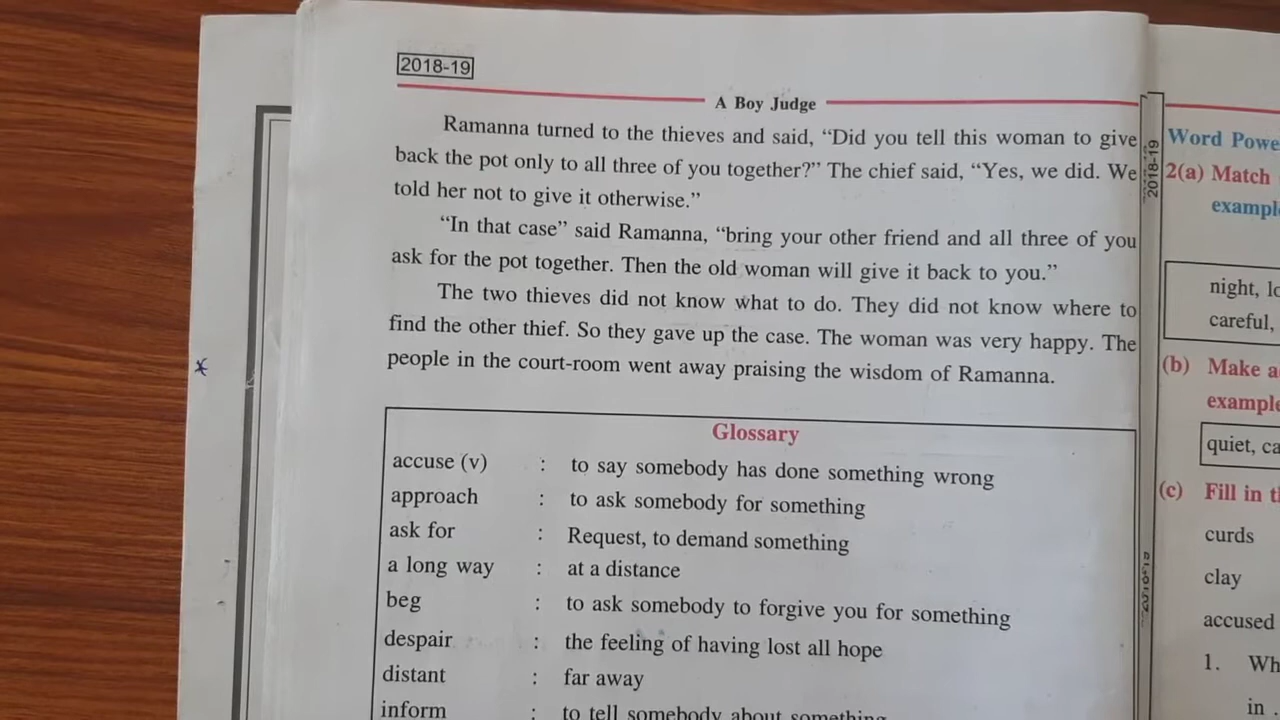 2018-19
A Boy Judge
Ramanna turned to the thieves and said, “Did you tell this woman to give
back the pot only to all three of you together?” The chief said, “Yes, we did. We
told her not to give it otherwise.”
“In that case” said Ramanna, “bring your other friend and all three of you
ask for the pot together. Then the old woman will give it back to you.”
The two thieves did not know what to do. They did not know where to
find the other thief. So they gave up the case. The woman was very happy. The
people in the court-room went away praising the wisdom of Ramanna.
Glossary
accuse (v) : to say somebody has done something wrong
approach : to ask somebody for something
ask for : Request, to demand something
a long way : at a distance
beg : to ask somebody to forgive you for something
despair : the feeling of having lost all hope
distant : far away
inform : to tell somebody about something
2018-19
Word
2(a) Match
night,
careful,
(b) Make
quiet,
(c) Fill in
curds
clay
accused
1.
in